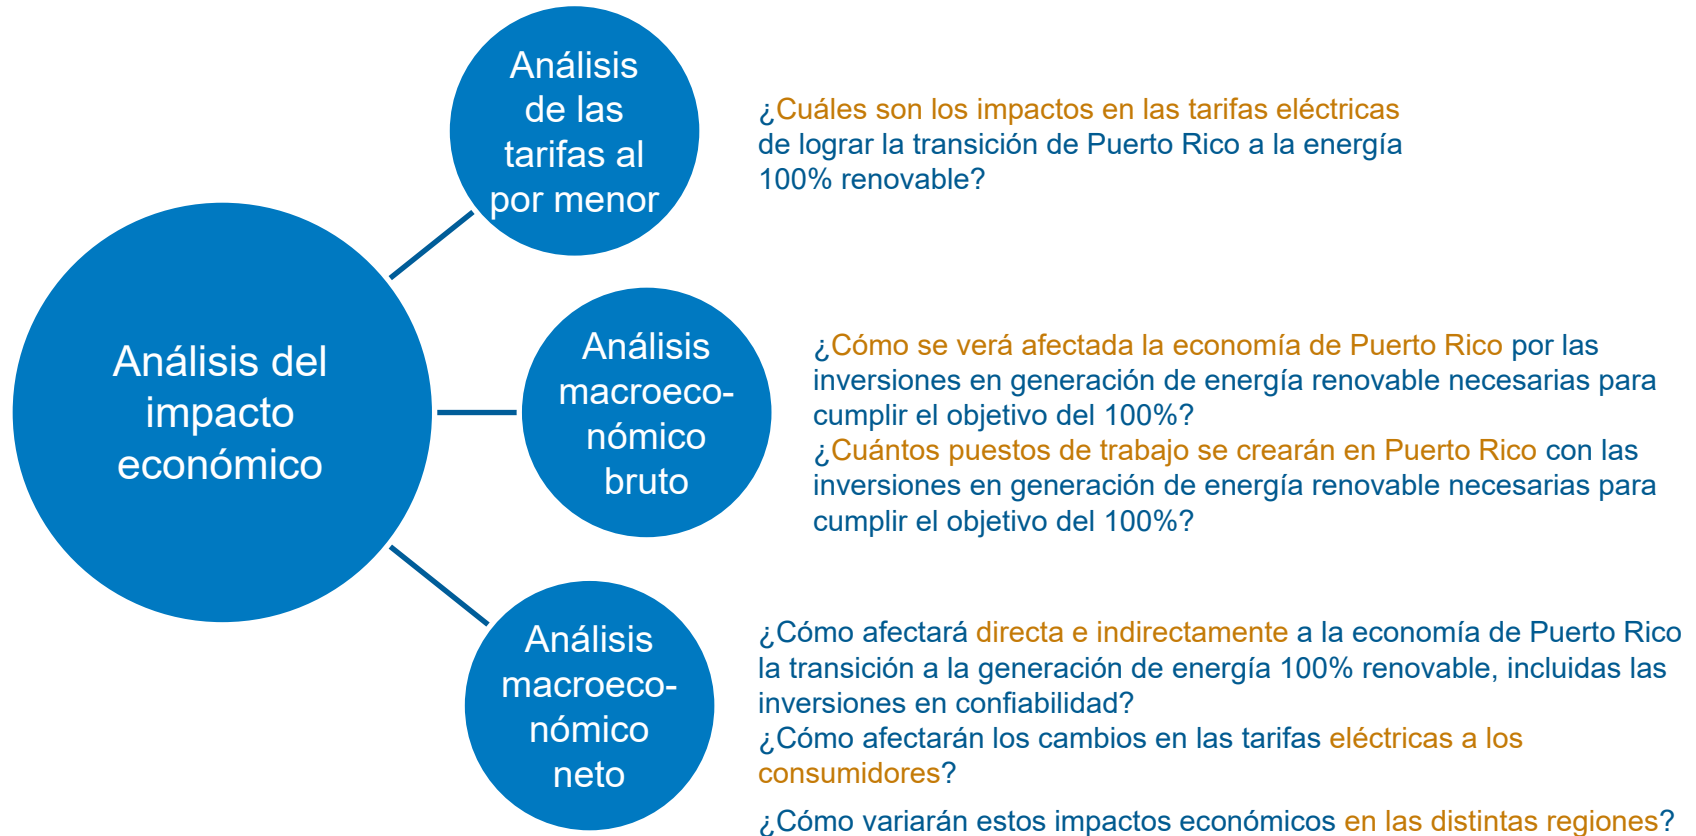 Análisis del
impacto
económico
Análisis
de las
tarifas al
por menor
¿Cuáles son los impactos en las tarifas eléctricas
de lograr la transición de Puerto Rico a la energía
100% renovable?
Análisis
macroeco-
nómico
bruto
¿Cómo se verá afectada la economía de Puerto Rico por las
inversiones en generación de energía renovable necesarias para
cumplir el objetivo del 100%?
¿Cuántos puestos de trabajo se crearán en Puerto Rico con las
inversiones en generación de energía renovable necesarias para
cumplir el objetivo del 100%?
Análisis
macroeco-
nómico
neto
¿Cómo afectará directa e indirectamente a la economía de Puerto Rico
la transición a la generación de energía 100% renovable, incluidas las
inversiones en confiabilidad?
¿Cómo afectarán los cambios en las tarifas eléctricas a los
consumidores?
¿Cómo variarán estos impactos económicos en las distintas regiones?